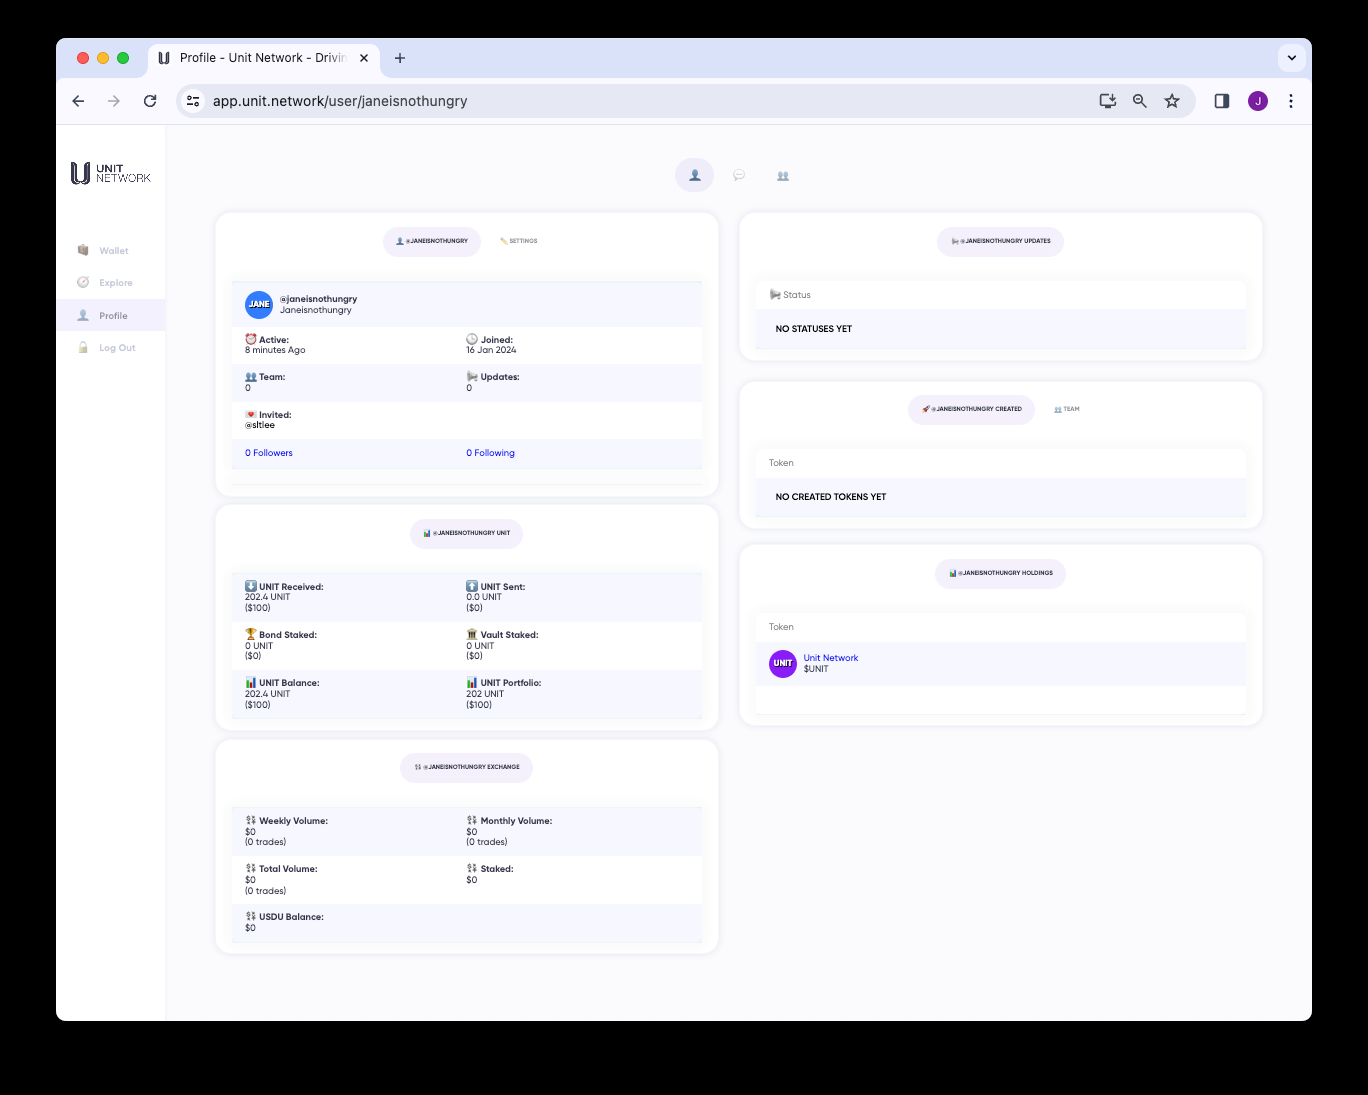 Profile - Unit Network - Drivin
app.unit.network/user/janeisnothungry
J
UNIT
NETWORK
Wallet
Explore
Profile
Log Out
@JANEISNOTHUNGRY
SETTINGS
JANE
@janeisnothungry
Janeisnothungry
Active:
8 minutes Ago
Joined:
16 Jan 2024
Team:
0
Updates:
0
Invited:
@sltlee
0 Followers
0 Following
@JANEISNOTHUNGRY UNIT
UNIT Received:
202.4 UNIT
($100)
UNIT Sent:
0.0 UNIT
($0)
Bond Staked:
0 UNIT
($0)
Vault Staked:
0 UNIT
($0)
UNIT Balance:
202.4 UNIT
($100)
UNIT Portfolio:
202 UNIT
($100)
@JANEISNOTHUNGRY EXCHANGE
Weekly Volume:
$0
(0 trades)
Monthly Volume:
$0
(0 trades)
Total Volume:
$0
(0 trades)
Staked:
$0
USDU Balance:
$0
@JANEISNOTHUNGRY UPDATES
Status
NO STATUSES YET
@JANEISNOTHUNGRY CREATED
TEAM
Token
NO CREATED TOKENS YET
@JANEISNOTHUNGRY HOLDINGS
Token
UNIT
Unit Network
$UNIT